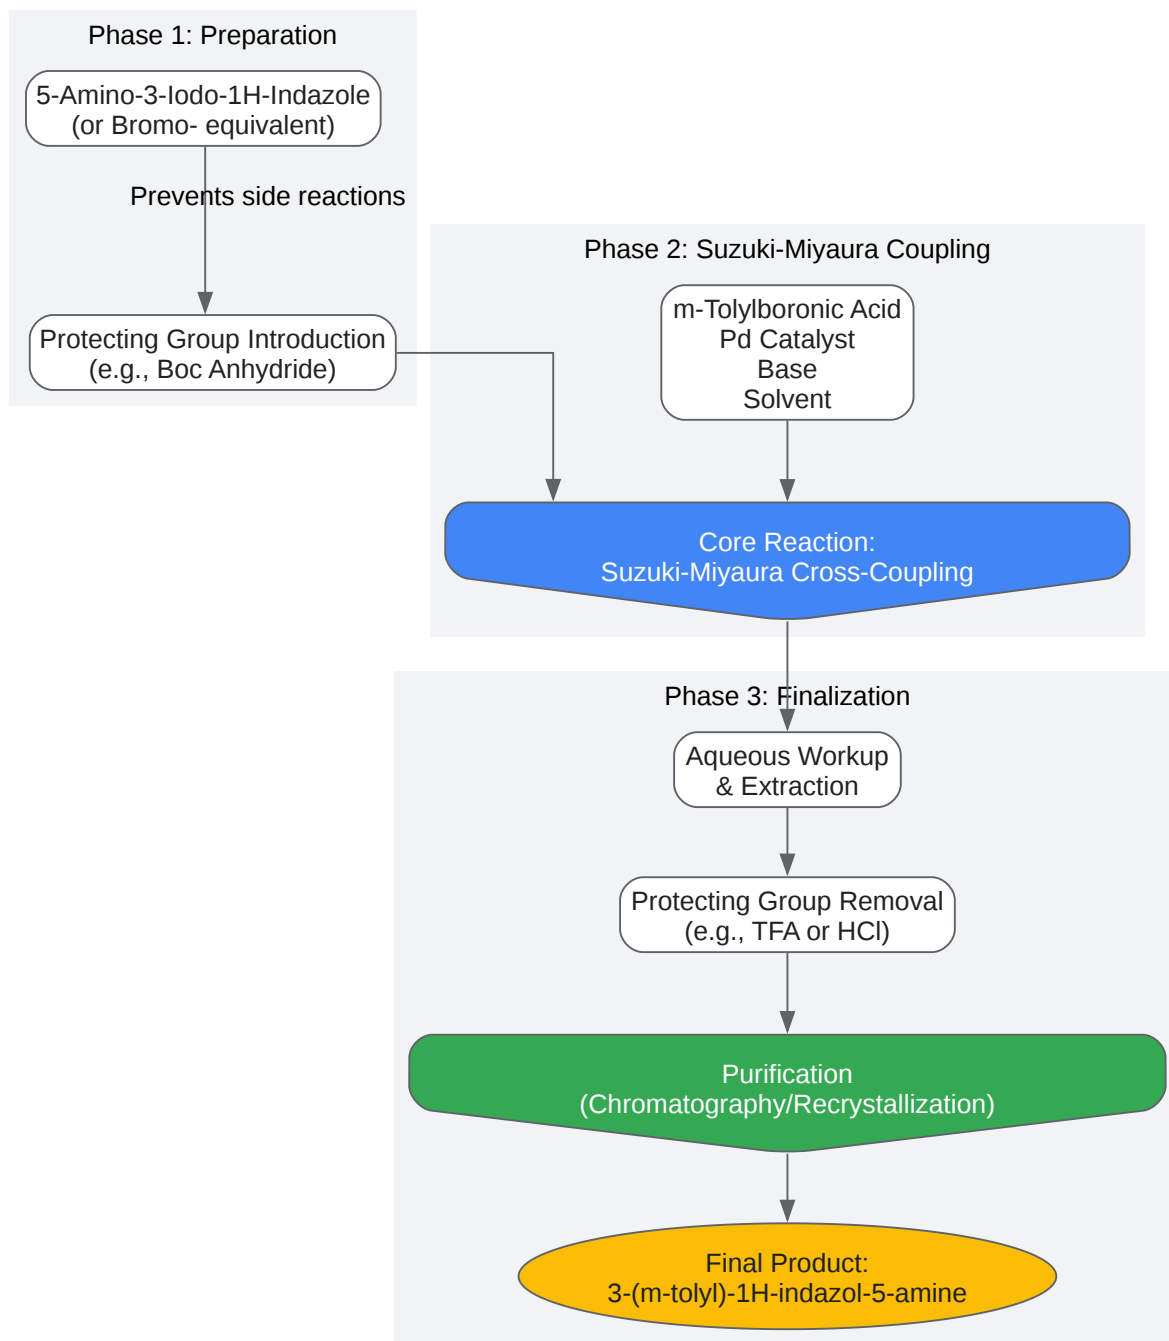 Phase 1: Preparation
5-Amino-3-Iodo-1H-Indazole
(or Bromo- equivalent)
Prevents side reactions
Protecting Group Introduction
(e.g., Boc Anhydride)
Phase 2: Suzuki-Miyaura Coupling
m-Tolylboronic Acid
Pd Catalyst
Base
Solvent
Core Reaction:
Suzuki-Miyaura Cross-Coupling
Phase 3: Finalization
Aqueous Workup
& Extraction
Protecting Group Removal
(e.g., TFA or HCl)
Purification
(Chromatography/Recrystallization)
Final Product:
3-(m-tolyl)-1H-indazol-5-amine